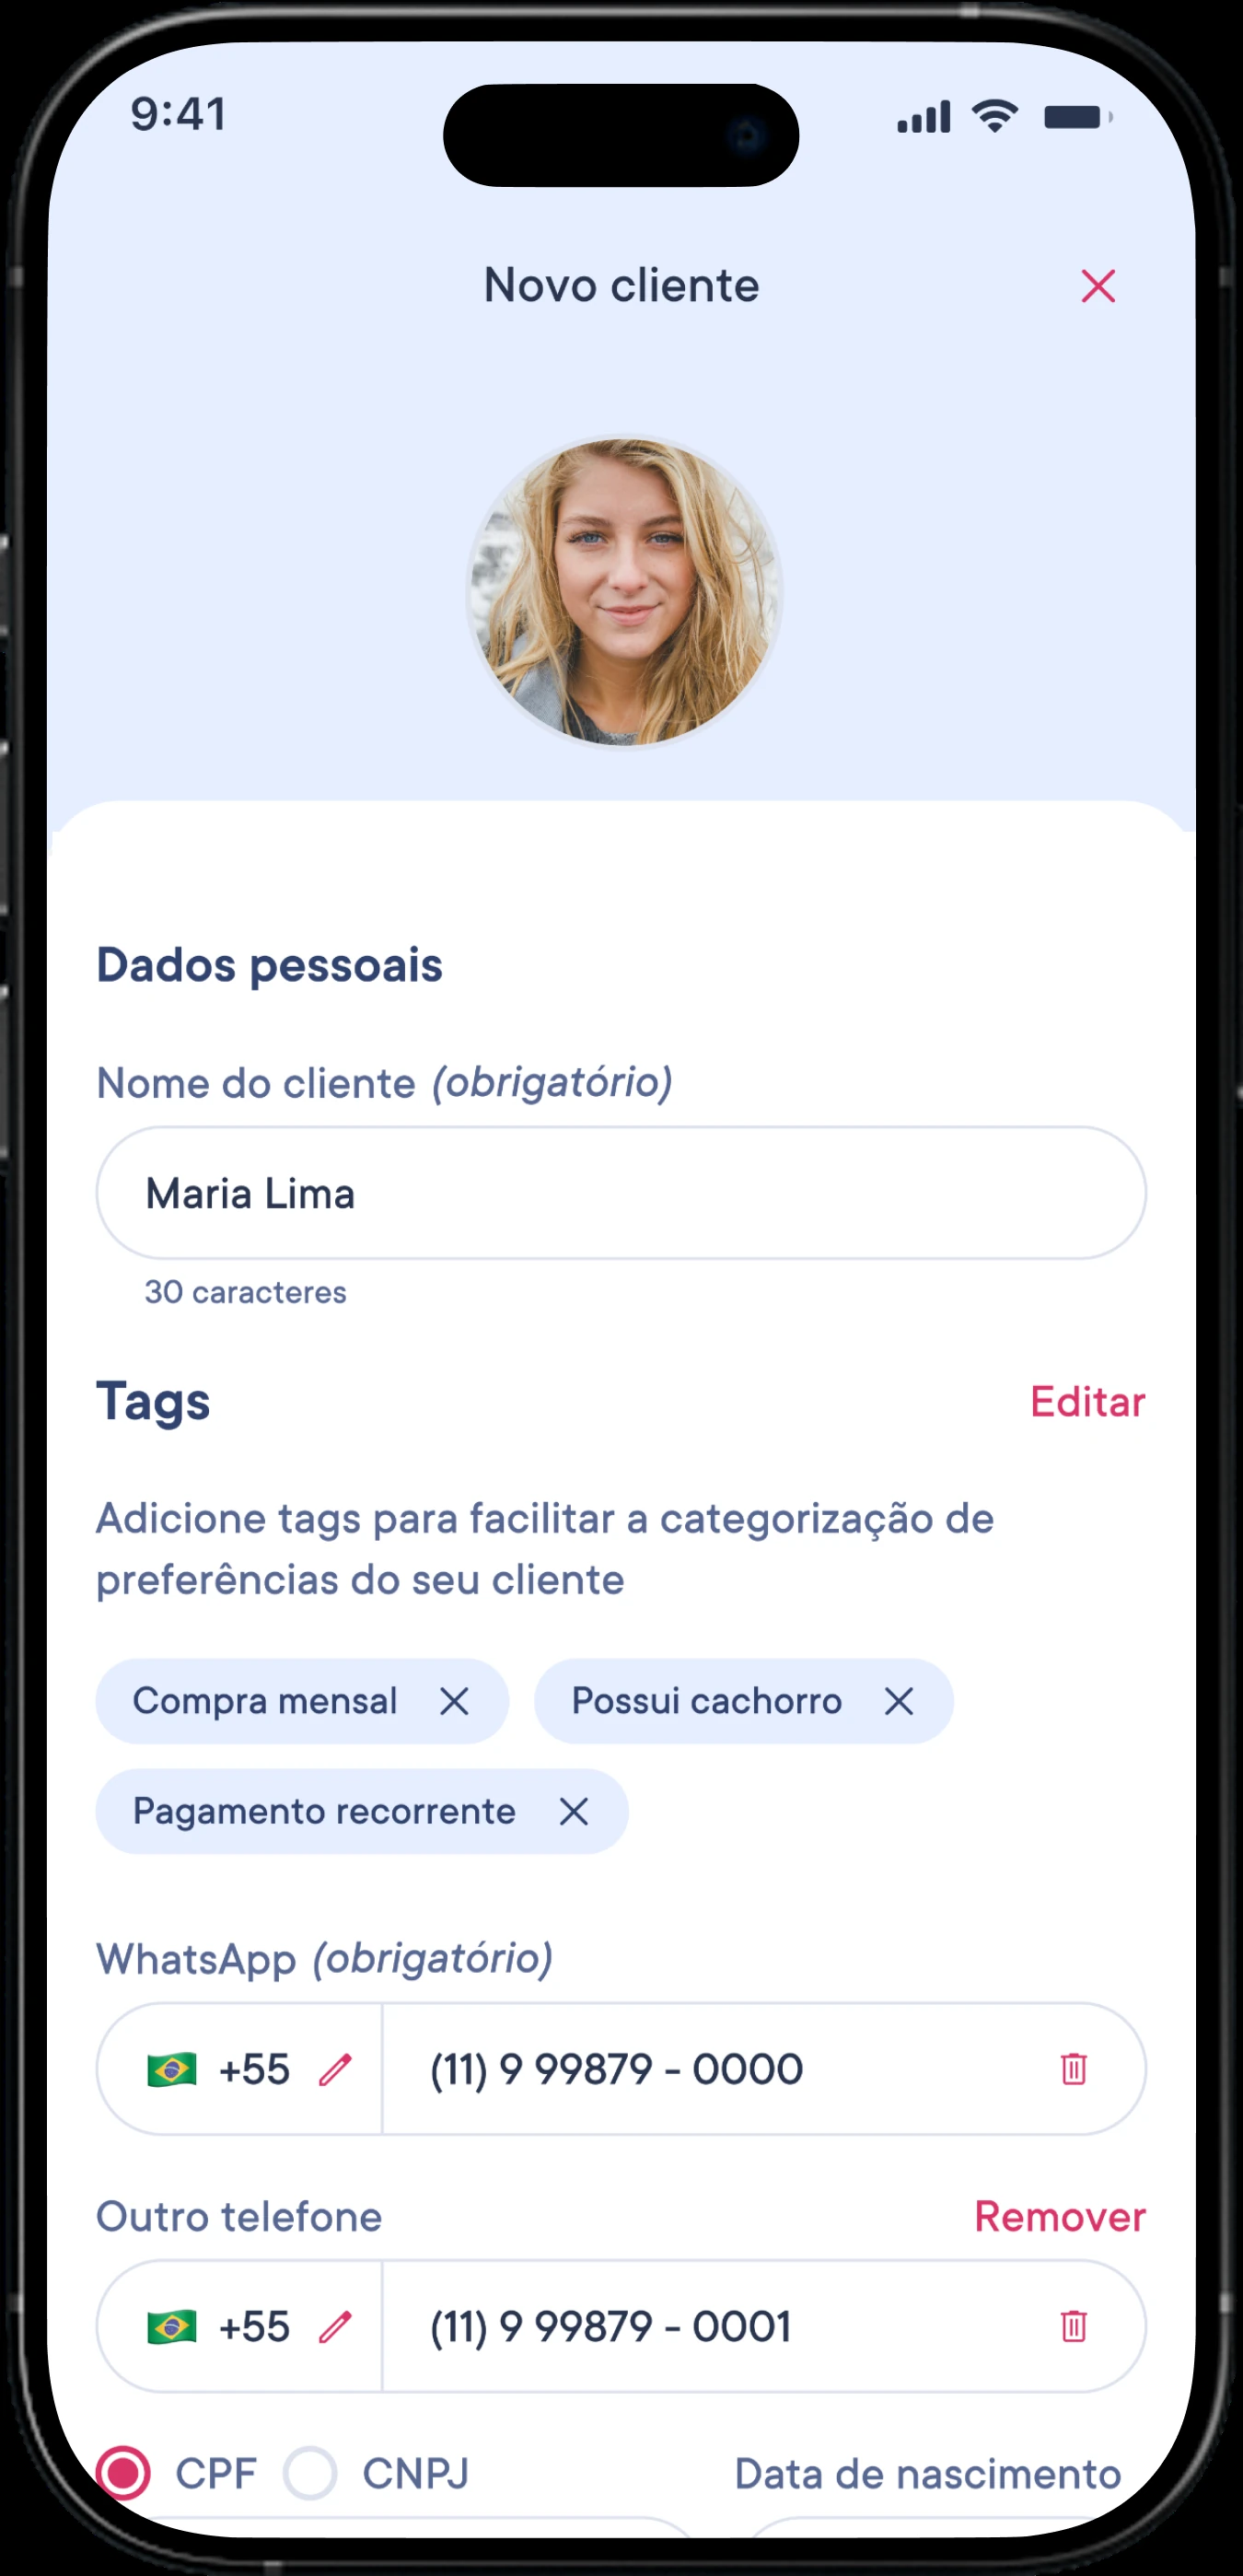 9:41
Novo cliente
Dados pessoais
Nome do cliente (obrigatório)
Maria Lima
30 caracteres
Tags
Editar
Adicione tags para facilitar a categorização de
preferências do seu cliente
Compra mensal
Possui cachorro
Pagamento recorrente
WhatsApp (obrigatório)
+55
(11) 9 99879 - 0000
Outro telefone
Remover
+55
(11) 9 99879 - 0001
CPF
CNPJ
Data de nascimento